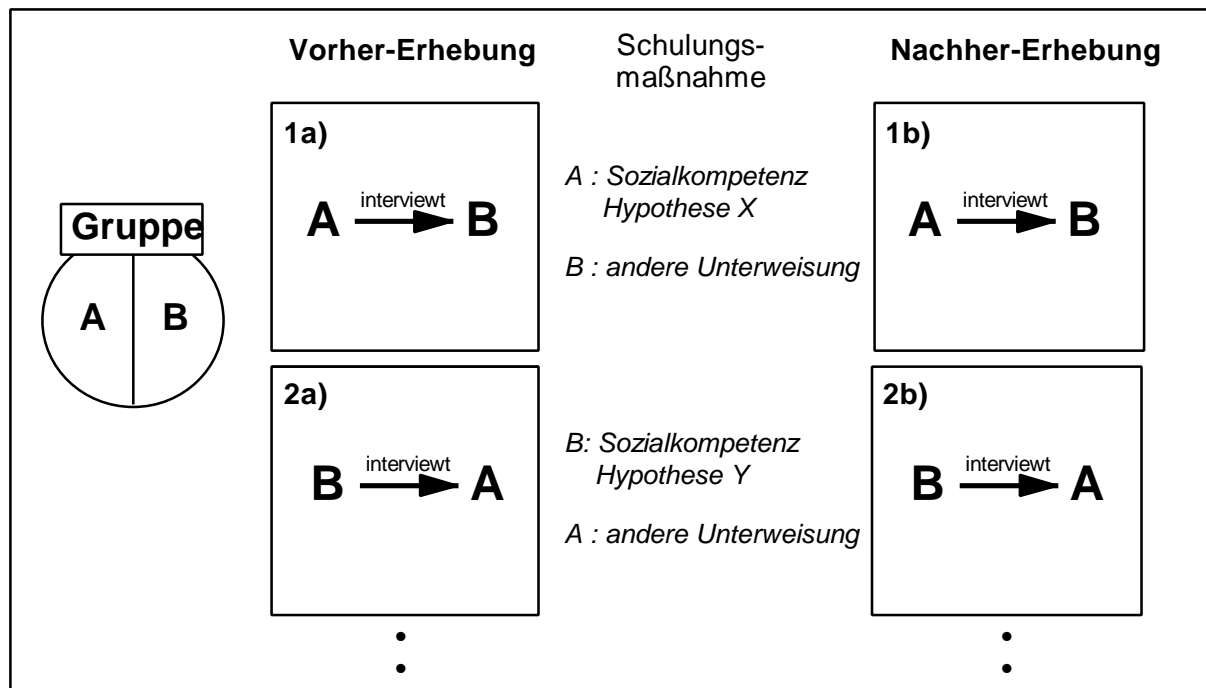 Vorher-Erhebung
Schulungs-
maßnahme
Nachher-Erhebung
Gruppe
A B
1a)
A interviewt B
A : Sozialkompetenz
Hypothese X
B : andere Unterweisung
1b)
A interviewt B
2a)
B interviewt A
B: Sozialkompetenz
Hypothese Y
A : andere Unterweisung
2b)
B interviewt A